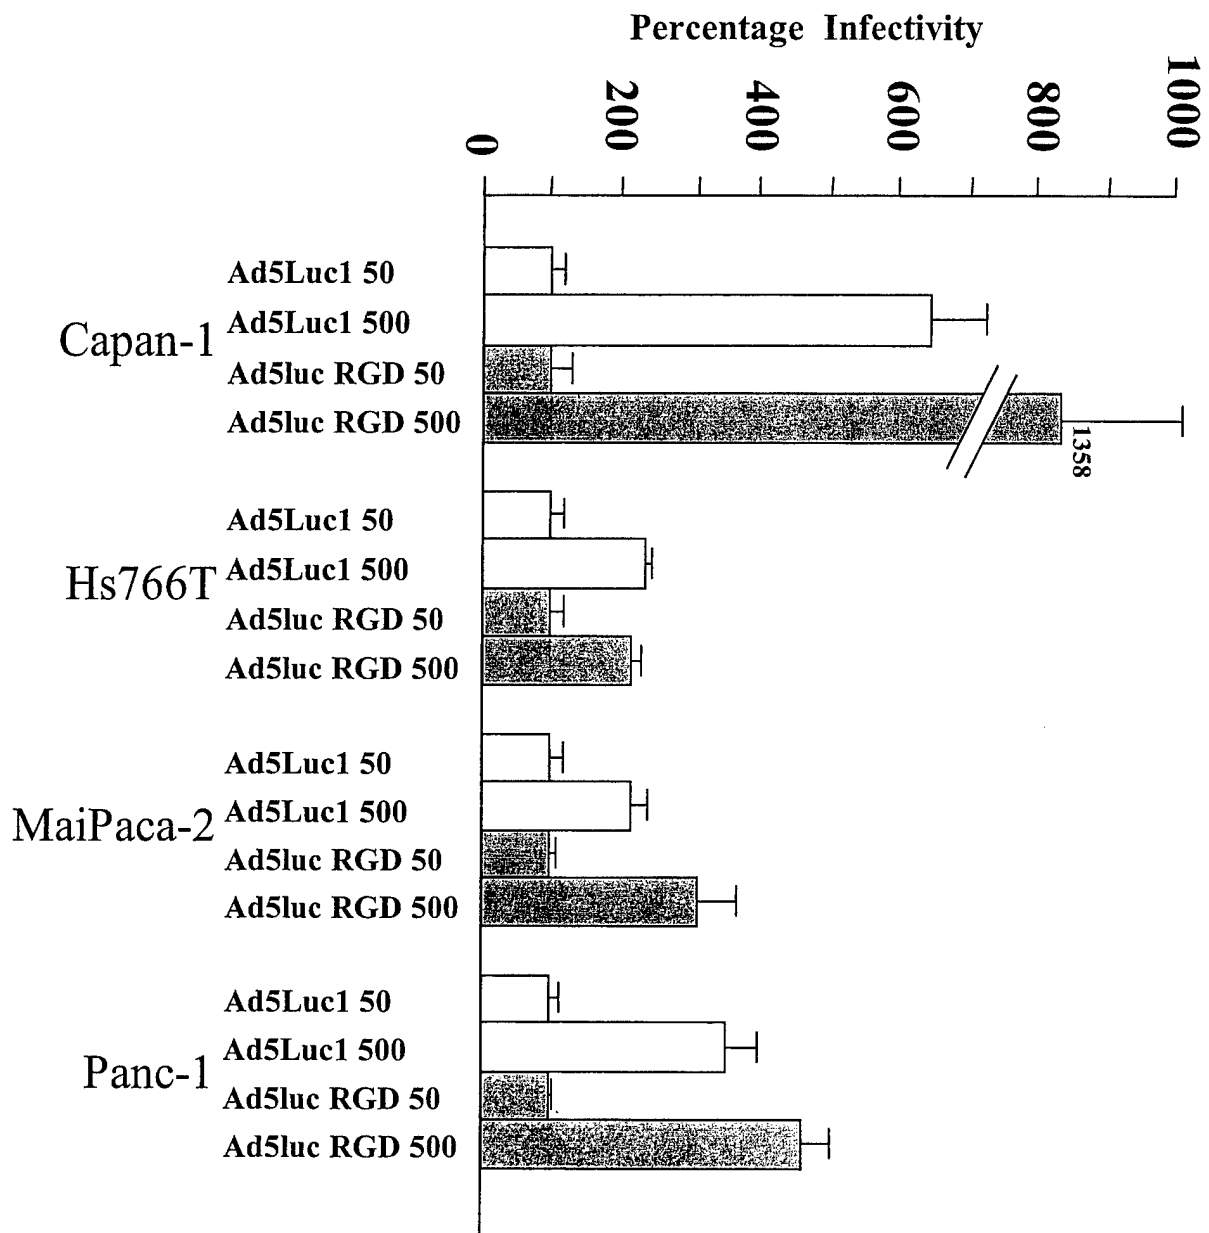 Percentage Infectivity
0
200
400
600
800
1000
Capan-1
Ad5Luc1 50
Ad5Luc1 500
Ad5luc RGD 50
Ad5luc RGD 500
1358
Hs766T
Ad5Luc1 50
Ad5Luc1 500
Ad5luc RGD 50
Ad5luc RGD 500
MaiPaca-2
Ad5Luc1 50
Ad5Luc1 500
Ad5luc RGD 50
Ad5luc RGD 500
Panc-1
Ad5Luc1 50
Ad5Luc1 500
Ad5luc RGD 50
Ad5luc RGD 500